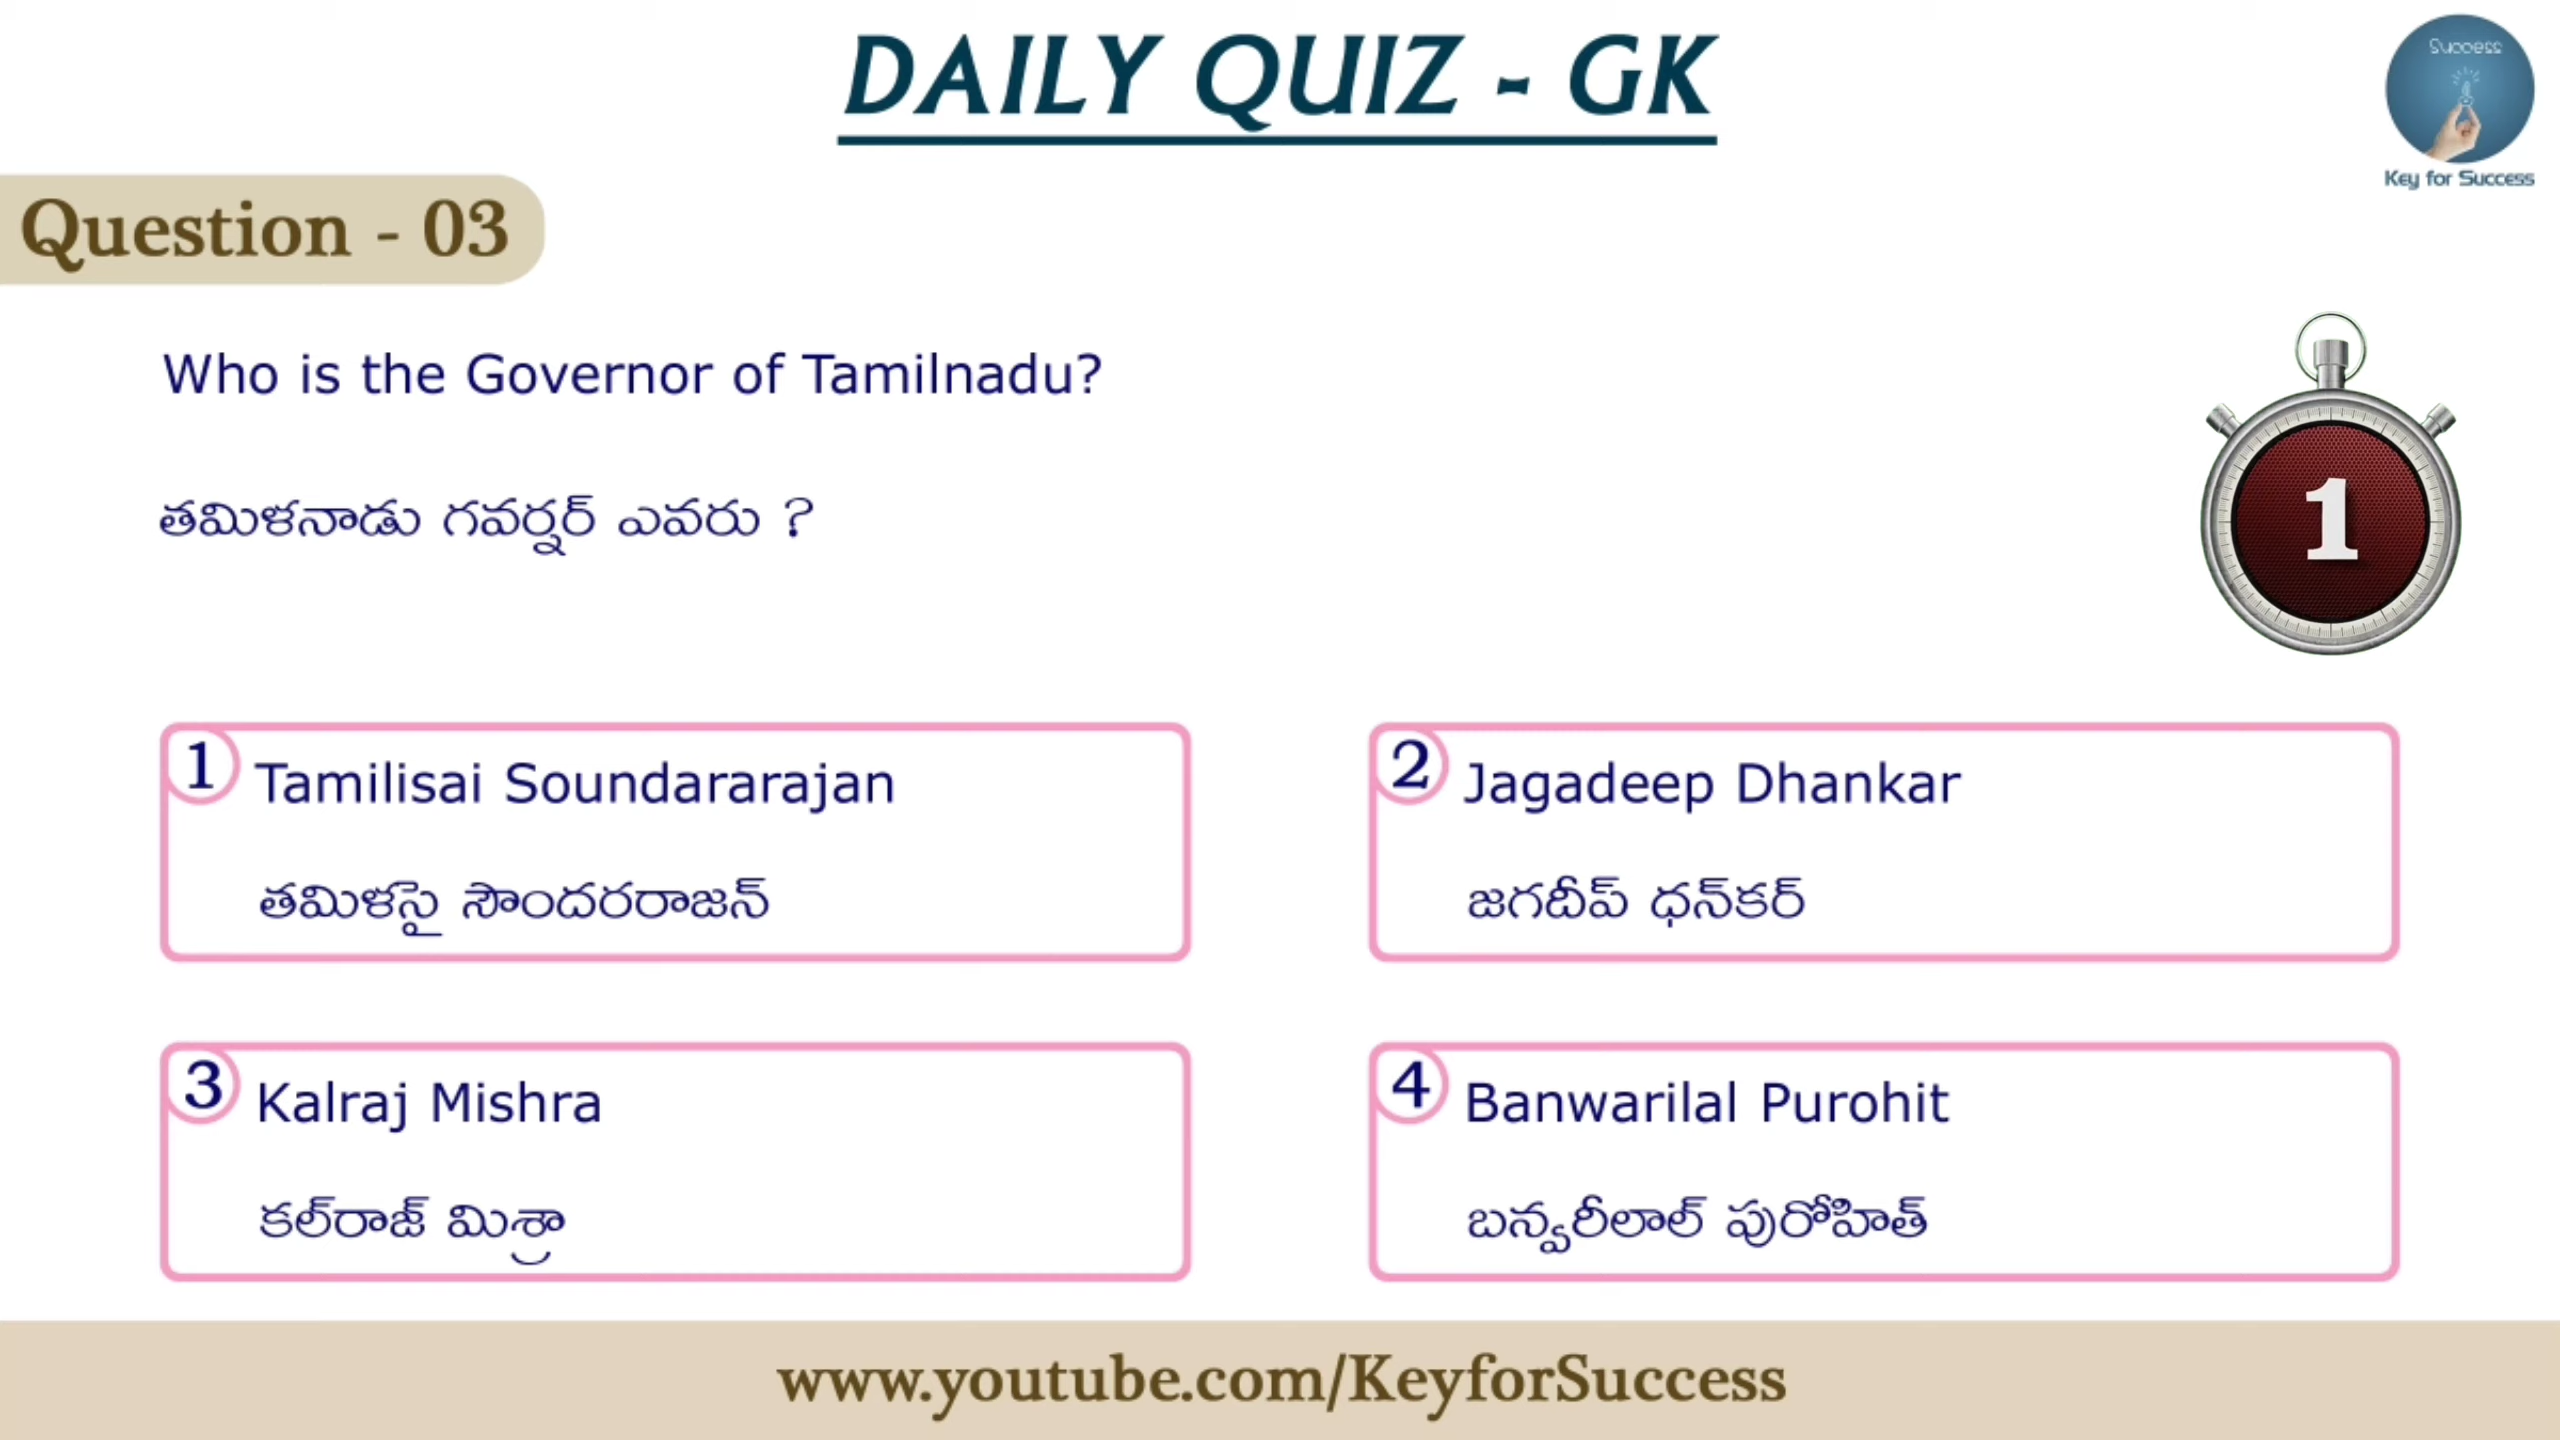 DAILY QUIZ - GK
Success
Key for Success
Question - 03
Who is the Governor of Tamilnadu?
తమిళనాడు గవర్నర్ ఎవరు ?
1
1 Tamilisai Soundararajan
తమిళసై సౌందరరాజన్
2 Jagadeep Dhankar
జగదీప్ ధన్‌కర్
3 Kalraj Mishra
కల్‌రాజ్ మిశ్రా
4 Banwarilal Purohit
బన్వరీలాల్ పురోహిత్
www.youtube.com/KeyforSuccess